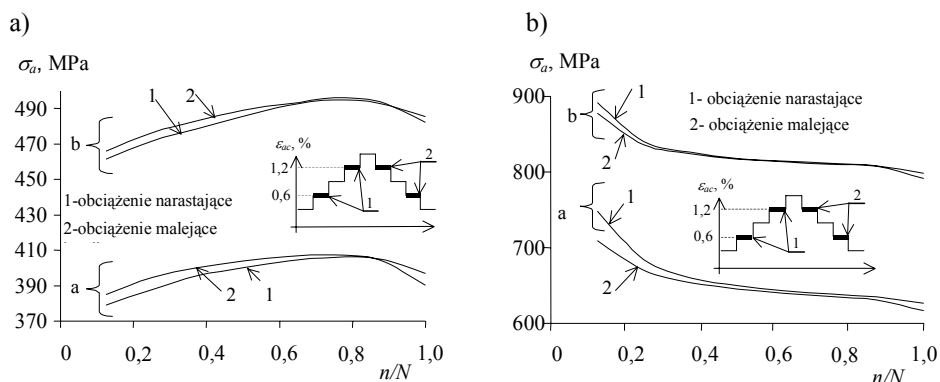 a)
σa, MPa
490
470
450
430
410
390
370
0
0,2
0,4
0,6
0,8
1,0
n/N
b
1
2
1-obciążenie narastające
2-obciążenie malejące
a
2
1
εac, %
1,2
0,6
2
1
b)
σa, MPa
900
800
700
600
0
0,2
0,4
0,6
0,8
1,0
n/N
b
1
2
1- obciążenie narastające
2- obciążenie malejące
a
1
2
εac, %
1,2
0,6
2
1